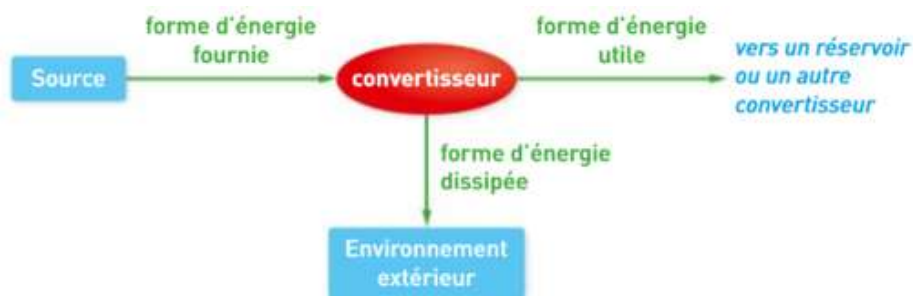 forme d'énergie
fournie
forme d'énergie
utile
Source
convertisseur
vers un réservoir
ou un autre
convertisseur
forme d'énergie
dissipée
Environnement
extérieur